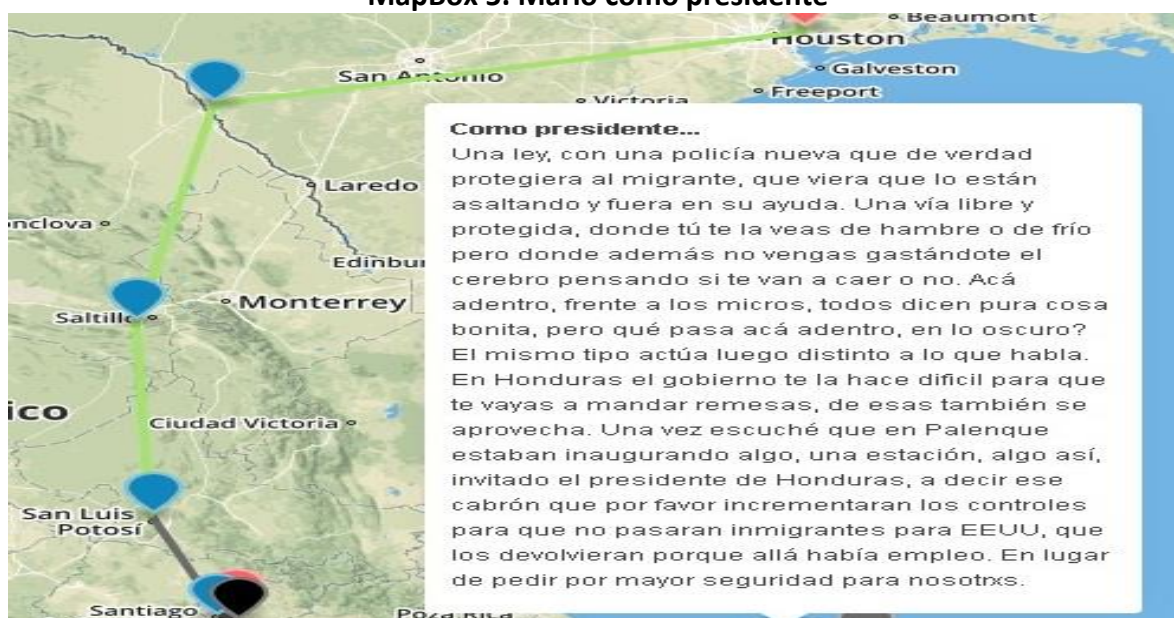 MapBox 5. Mario como presidente
Beaumont
Houston
San Antonio
Galveston
Victoria
Freeport
Como presidente...
Una ley, con una policía nueva que de verdad
protegiera al migrante, que viera que lo están
asaltando y fuera en su ayuda. Una vía libre y
protegida, donde tú te la veas de hambre o de frío
pero donde además no vengas gastándote el
cerebro pensando si te van a caer o no. Acá
adentro, frente a los micros, todos dicen pura cosa
bonita, pero qué pasa acá adentro, en lo oscuro?
El mismo tipo actúa luego distinto a lo que habla.
En Honduras el gobierno te la hace dificil para que
te vayas a mandar remesas, de esas también se
aprovecha. Una vez escuché que en Palenque
estaban inaugurando algo, una estación, algo así,
invitado el presidente de Honduras, a decir ese
cabrón que por favor incrementaran los controles
para que no pasaran inmigrantes para EEUU, que
los devolvieran porque allá había empleo. En lugar
de pedir por mayor seguridad para nosotrxs.
Laredo
nclova
Edinbu
Monterrey
Saltillo
ico
Ciudad Victoria
San Luis
Potosí
Santiago
Poza Rica